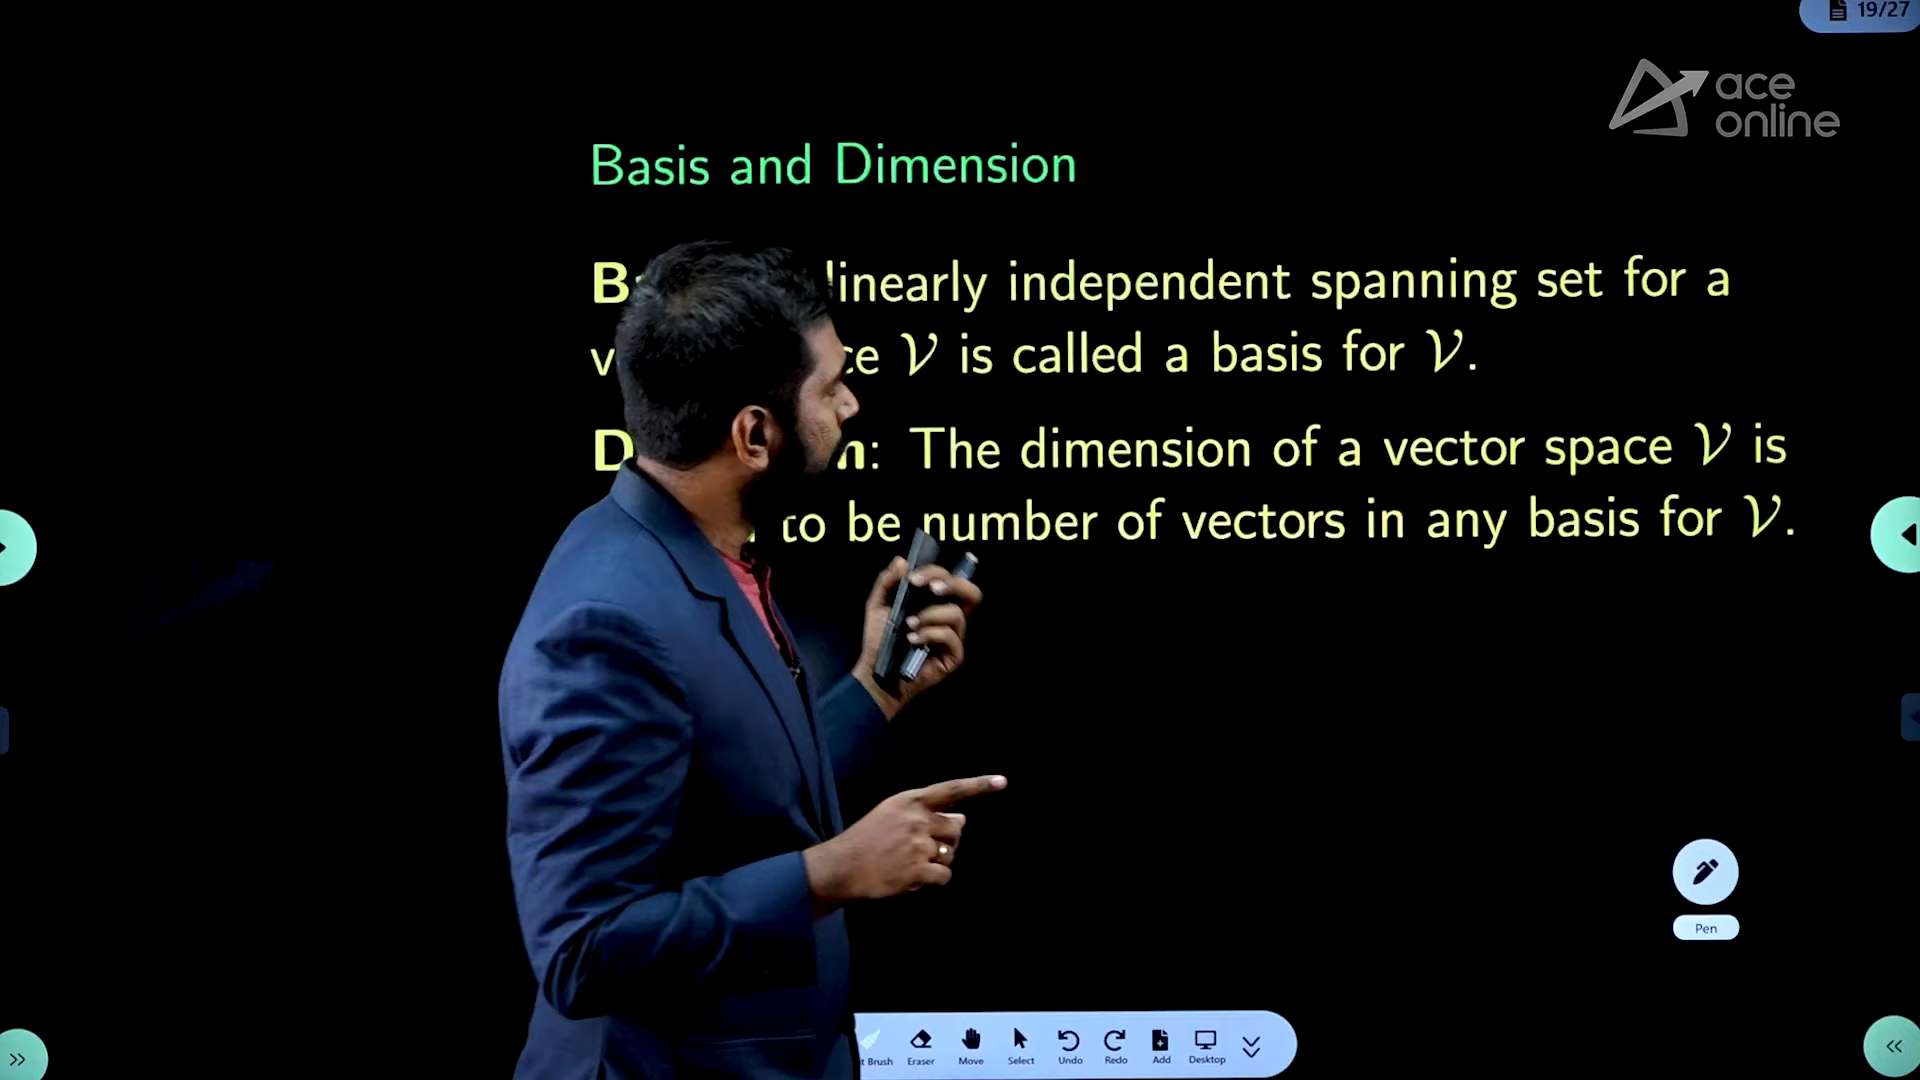 19/27
ace
online
Basis and Dimension
linearly independent spanning set for a
𝒱 is called a basis for 𝒱.
The dimension of a vector space 𝒱 is
to be number of vectors in any basis for 𝒱.
Pen
Brush Eraser Move Select Undo Redo Add Desktop